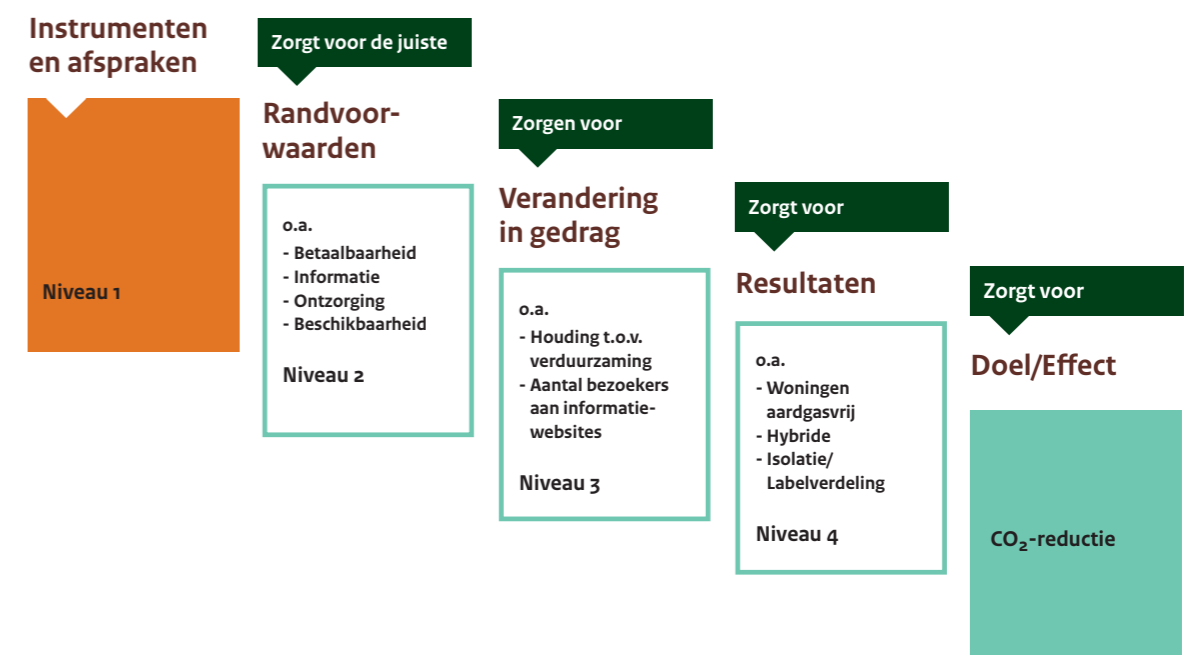 Instrumenten
en afspraken
Niveau 1
Zorgt voor de juiste
Randvoor-
waarden
o.a.
- Betaalbaarheid
- Informatie
- Ontzorging
- Beschikbaarheid
Niveau 2
Zorgen voor
Verandering
in gedrag
o.a.
- Houding t.o.v.
verduurzaming
- Aantal bezoekers
aan informatie-
websites
Niveau 3
Zorgt voor
Resultaten
o.a.
- Woningen
aardgasvrij
- Hybride
- Isolatie/
Labelverdeling
Niveau 4
Zorgt voor
Doel/Effect
CO₂-reductie